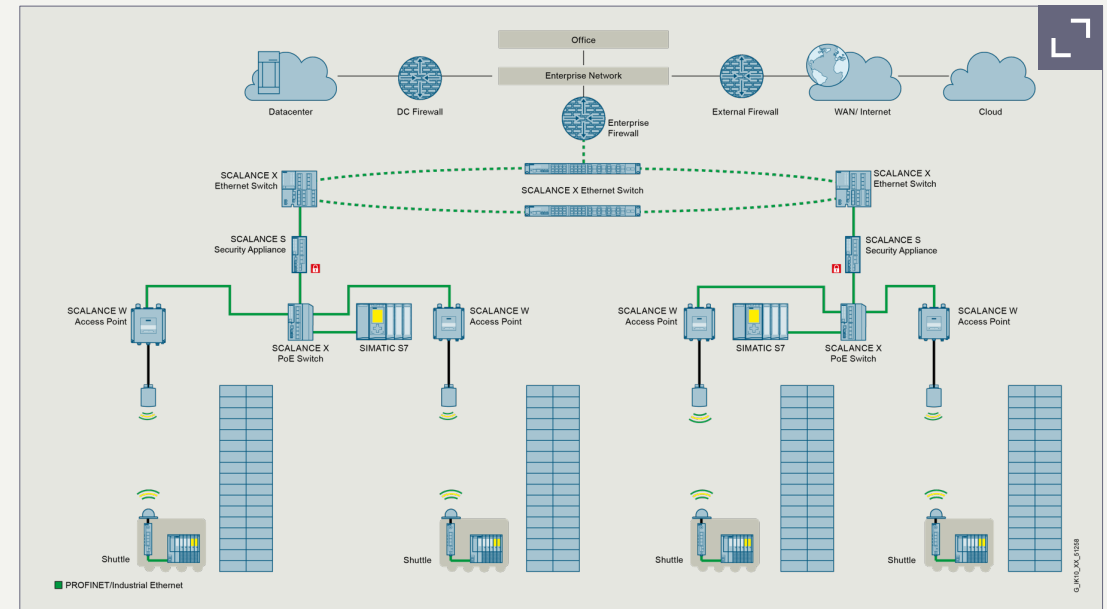 Office
Enterprise Network
Datacenter
DC Firewall
External Firewall
WAN/ Internet
Cloud
Enterprise
Firewall
SCALANCE X
Ethernet Switch
SCALANCE X Ethernet Switch
SCALANCE X
Ethernet Switch
SCALANCE S
Security Appliance
SCALANCE S
Security Appliance
SCALANCE W
Access Point
SCALANCE X
PoE Switch
SIMATIC S7
SCALANCE W
Access Point
SCALANCE W
Access Point
SIMATIC S7
SCALANCE X
PoE Switch
SCALANCE W
Access Point
Shuttle
Shuttle
Shuttle
Shuttle
PROFINET/Industrial Ethernet
G_IK10_XX_51258